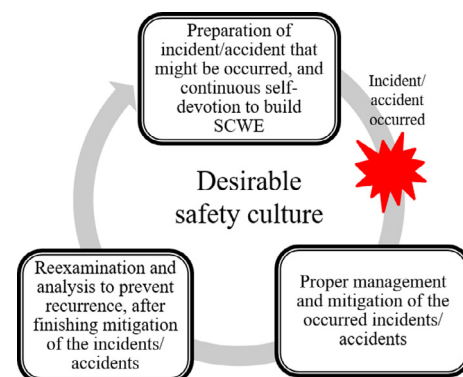 Preparation of
incident/accident that
might be occurred, and
continuous self-
devotion to build
SCWE
Incident/
accident
occurred
Desirable
safety culture
Reexamination and
analysis to prevent
recurrence, after
finishing mitigation
of the incidents/
accidents
Proper management
and mitigation of the
occurred incidents/
accidents